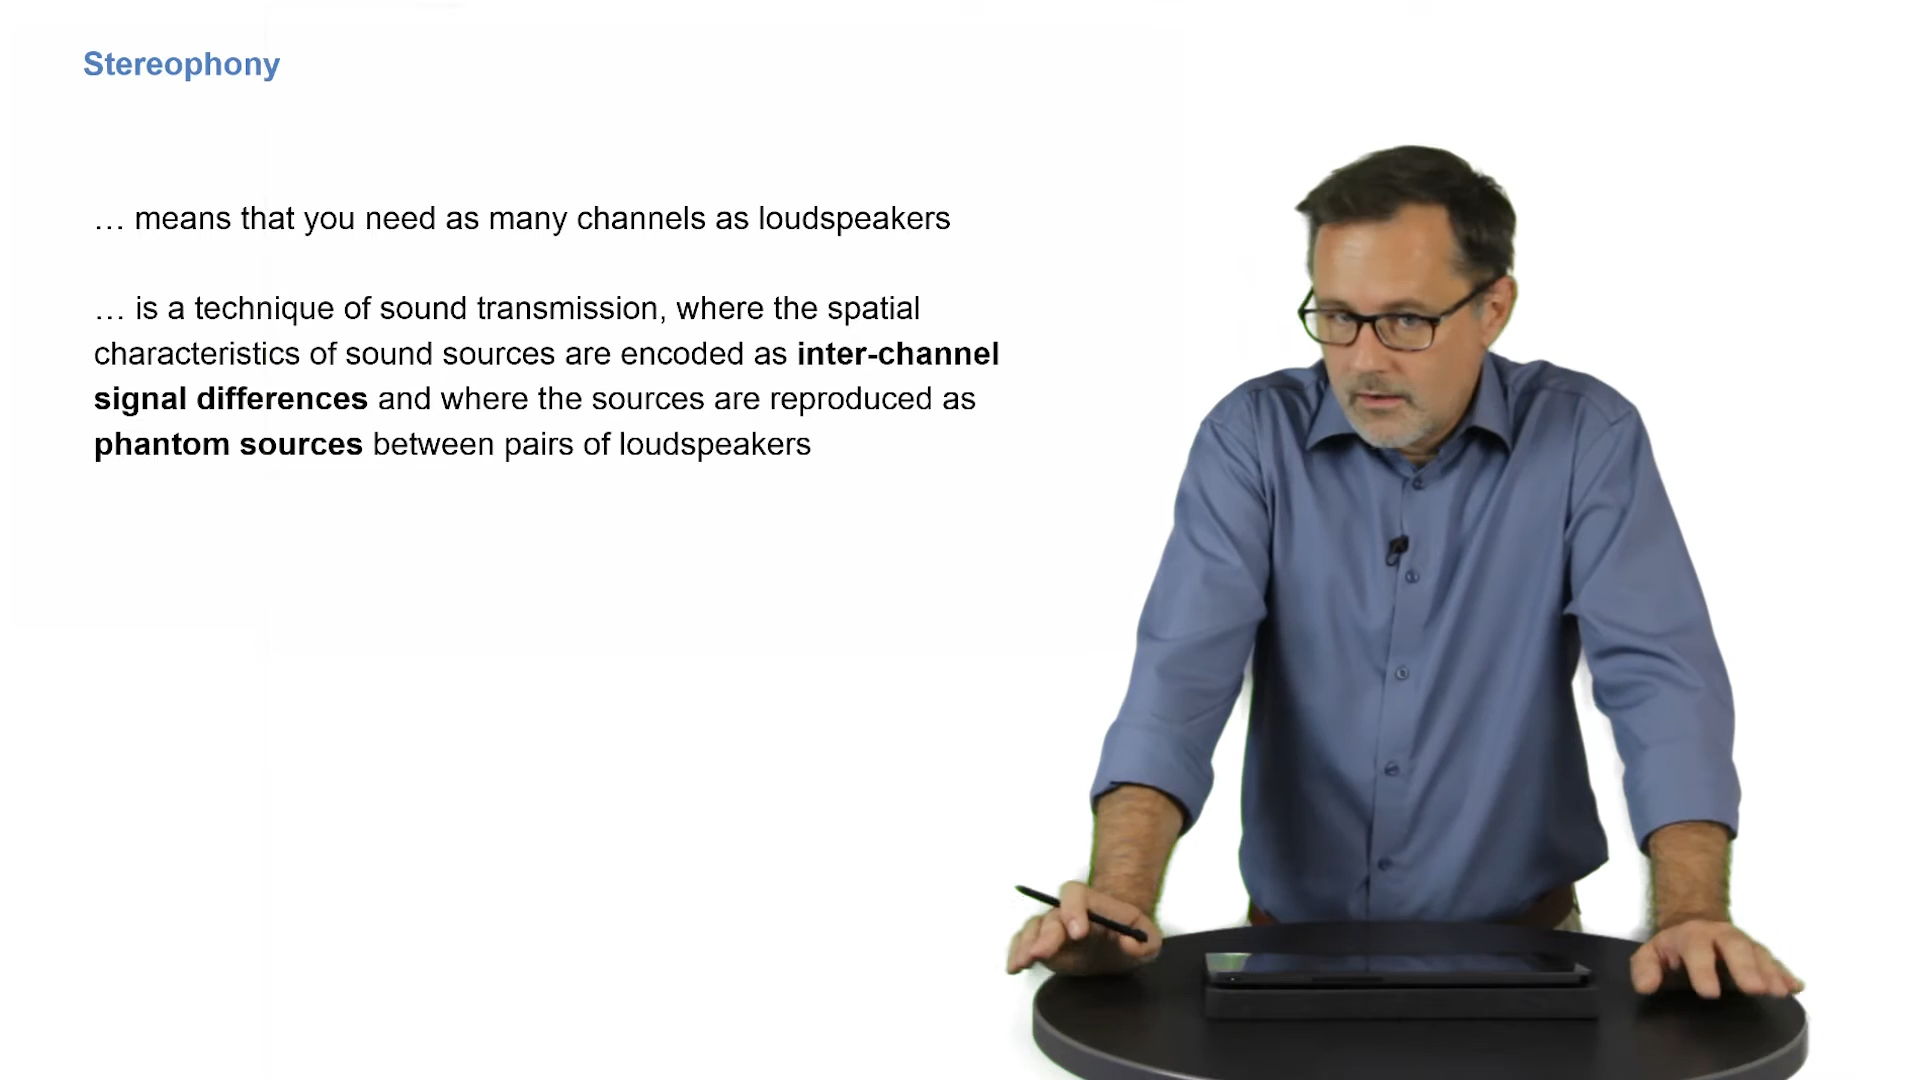 Stereophony
… means that you need as many channels as loudspeakers
… is a technique of sound transmission, where the spatial
characteristics of sound sources are encoded as inter-channel
signal differences and where the sources are reproduced as
phantom sources between pairs of loudspeakers